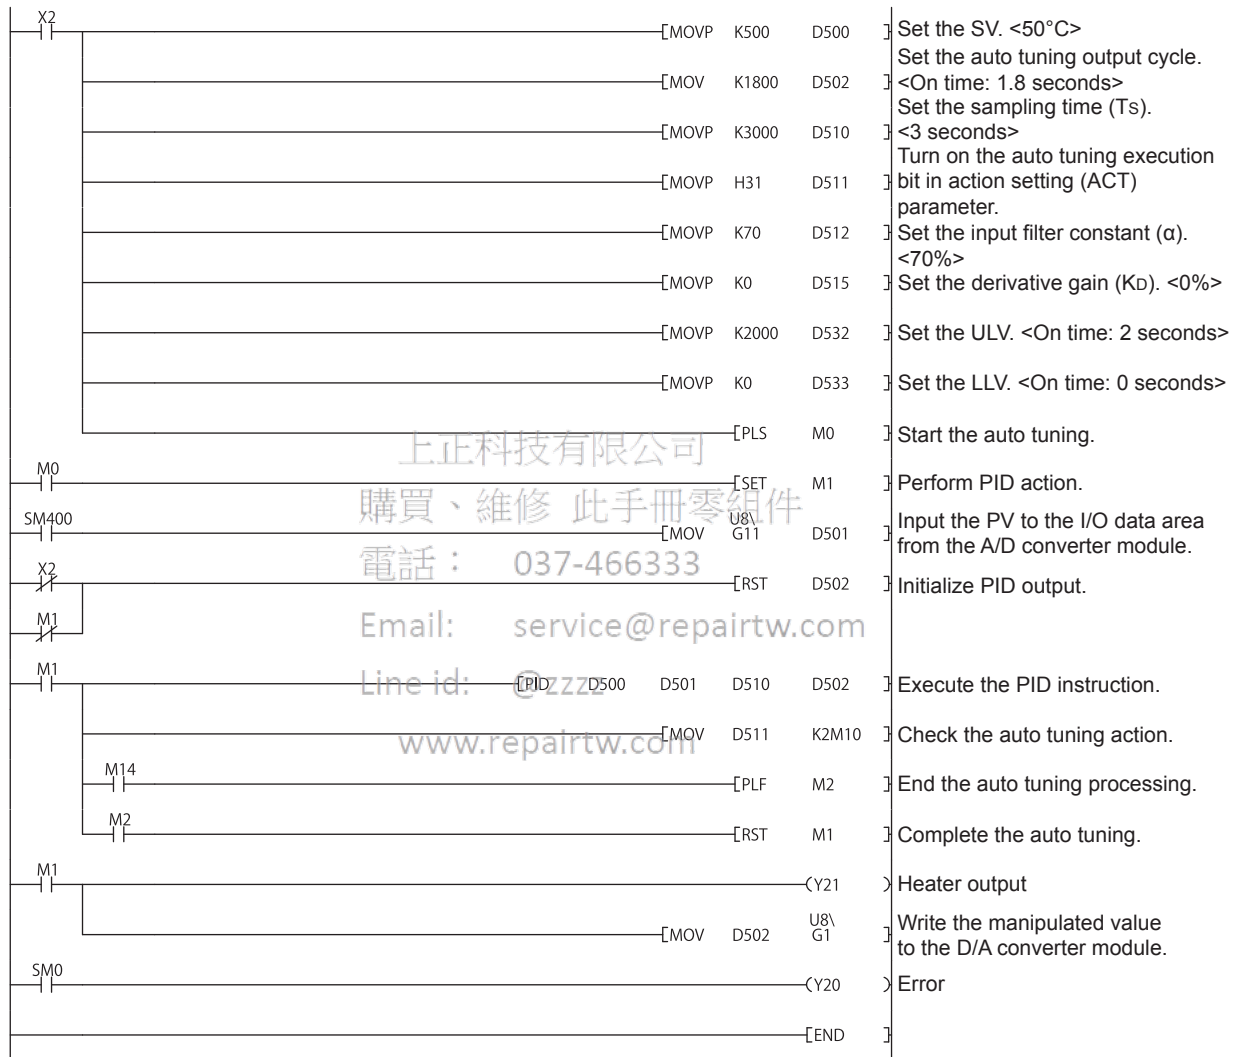 X2
MOVP K500 D500 Set the SV. <50°C>
Set the auto tuning output cycle.
MOV K1800 D502 <On time: 1.8 seconds>
Set the sampling time (Ts).
MOVP K3000 D510 <3 seconds>
Turn on the auto tuning execution
MOVP H31 D511 bit in action setting (ACT)
parameter.
MOVP K70 D512 Set the input filter constant (α).
<70%>
MOVP K0 D515 Set the derivative gain (KD). <0%>
MOVP K2000 D532 Set the ULV. <On time: 2 seconds>
MOVP K0 D533 Set the LLV. <On time: 0 seconds>
PLS M0 Start the auto tuning.
上正科技有限公司
M0
SET M1 Perform PID action.
購買、維修 此手冊零組件
SM400
MOV U8\G11 D501 Input the PV to the I/O data area
from the A/D converter module.
電話： 037-466333
X2
RST D502 Initialize PID output.
M1
Email: service@repairtw.com
M1
PID D500 D501 D510 D502 Execute the PID instruction.
Line id: @zzzz
MOV D511 K2M10 Check the auto tuning action.
www.repairtw.com
M14
PLF M2 End the auto tuning processing.
M2
RST M1 Complete the auto tuning.
M1
Y21 Heater output
MOV D502 U8\G1 Write the manipulated value
to the D/A converter module.
SM0
Y20 Error
END